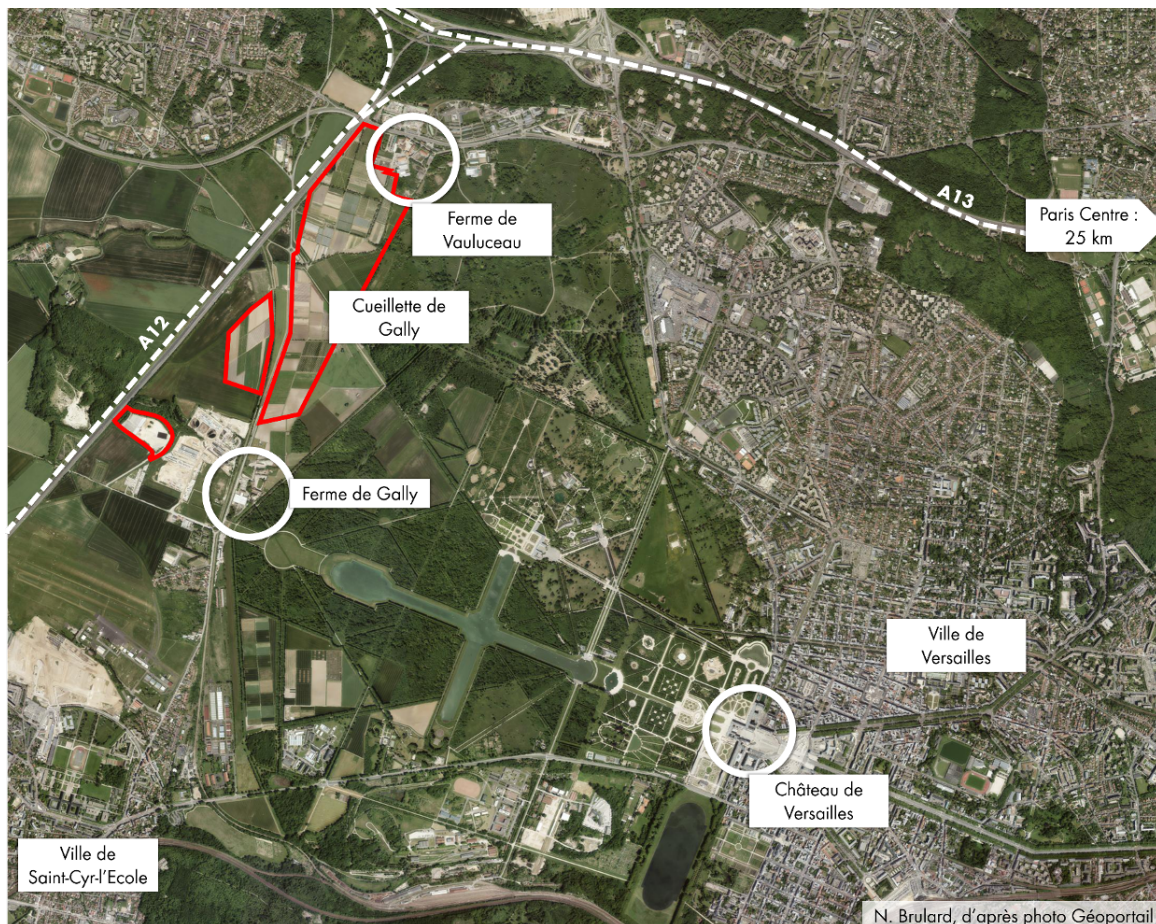 A13
Paris Centre :
25 km
Ferme de
Vauluceau
Cueillette de
Gally
A12
Ferme de Gally
Ville de
Versailles
Château de
Versailles
Ville de
Saint-Cyr-l'Ecole
N. Brulard, d'après photo Géoportail